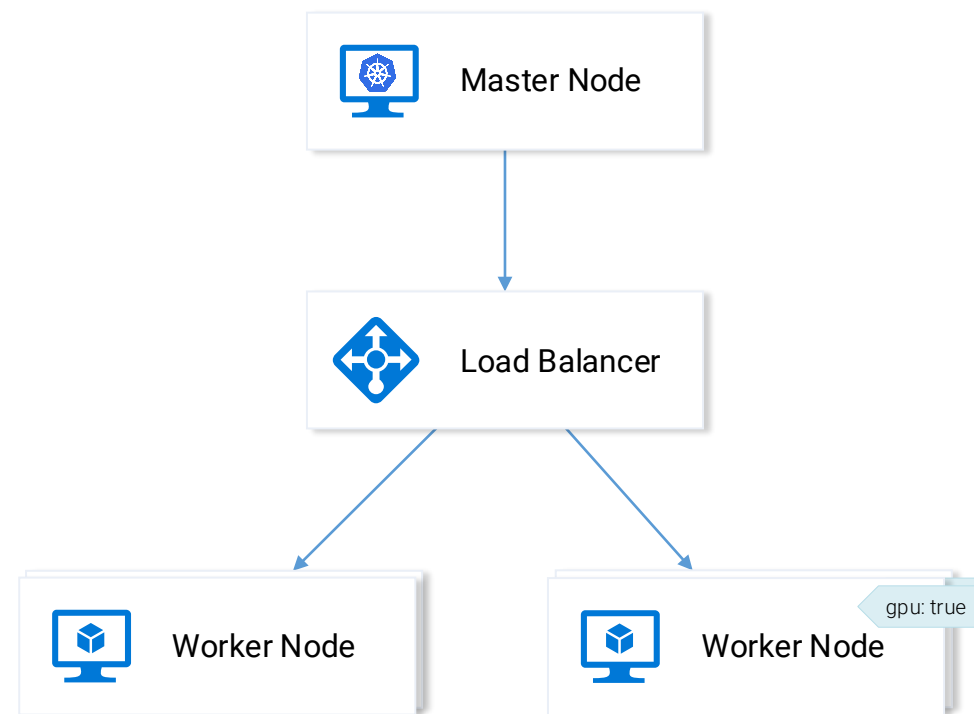 Master Node
Load Balancer
Worker Node
gpu: true
Worker Node